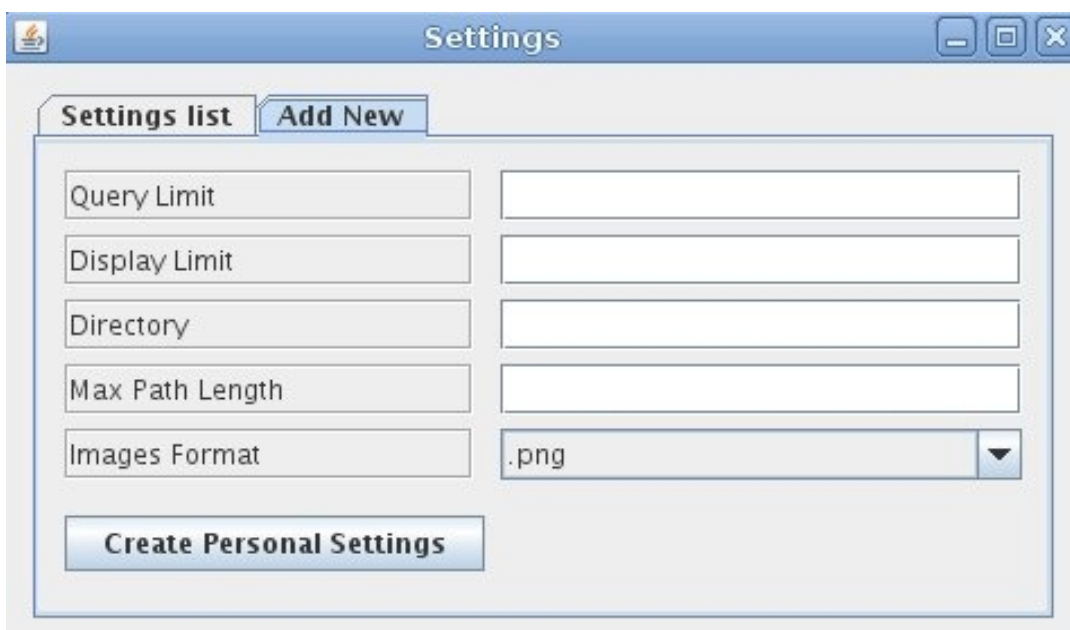 Settings
Settings list
Add New
Query Limit
Display Limit
Directory
Max Path Length
Images Format
.png
Create Personal Settings